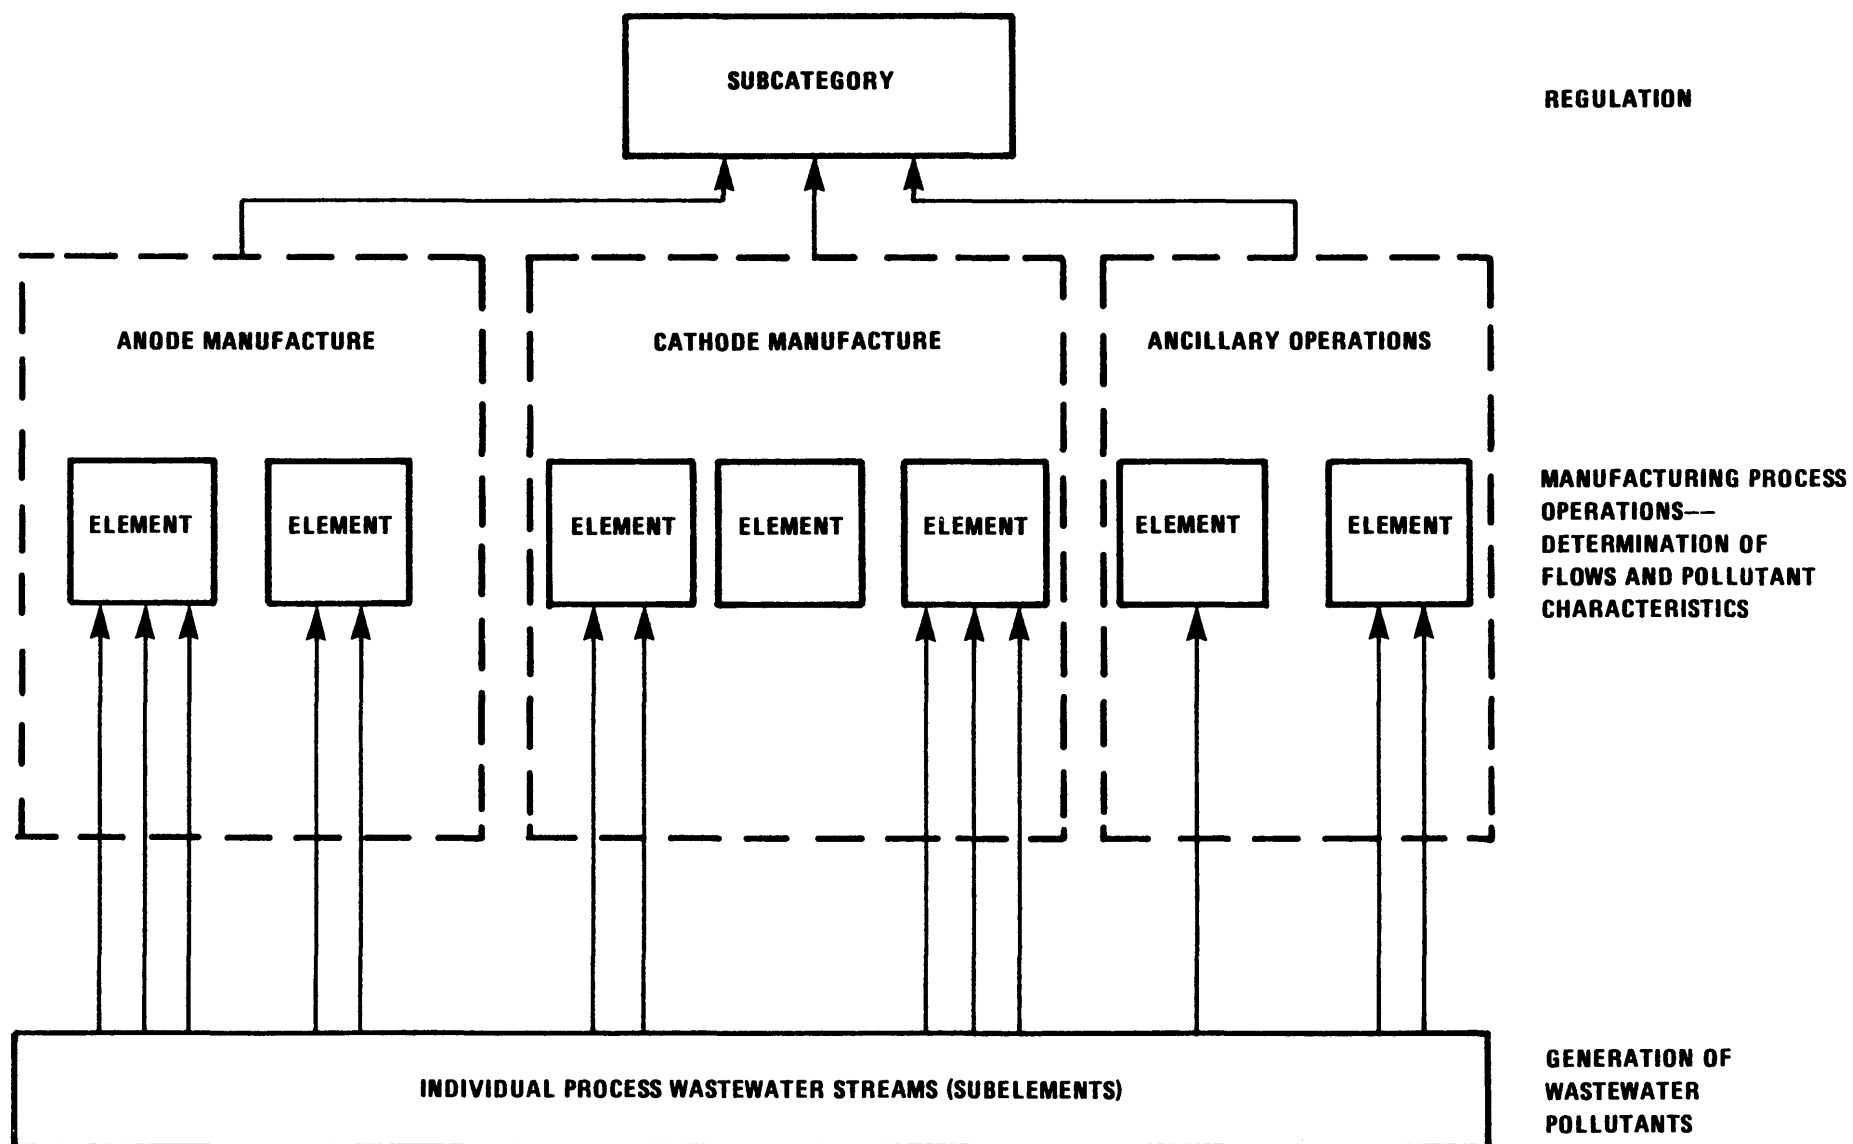 SUBCATEGORY
REGULATION
ANODE MANUFACTURE
CATHODE MANUFACTURE
ANCILLARY OPERATIONS
ELEMENT
ELEMENT
ELEMENT
ELEMENT
ELEMENT
ELEMENT
ELEMENT
MANUFACTURING PROCESS
OPERATIONS––
DETERMINATION OF
FLOWS AND POLLUTANT
CHARACTERISTICS
INDIVIDUAL PROCESS WASTEWATER STREAMS (SUBELEMENTS)
GENERATION OF
WASTEWATER
POLLUTANTS